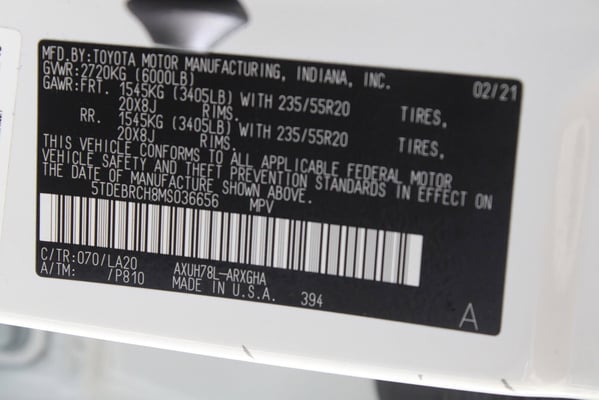 MFD.BY:TOYOTA MOTOR MANUFACTURING, INDIANA, INC.
GVWR:2720KG (6000LB) 02/21
GAWR:FRT. 1545KG (3405LB) WITH 235/55R20 TIRES,
20X8J RIMS.
RR. 1545KG (3405LB) WITH 235/55R20 TIRES,
20X8J RIMS.
THIS VEHICLE CONFORMS TO ALL APPLICABLE FEDERAL MOTOR
VEHICLE SAFETY AND THEFT PREVENTION STANDARDS IN EFFECT ON
THE DATE OF MANUFACTURE SHOWN ABOVE.
5TDEBRCH8MS036656 MPV
C/TR:070/LA20 AXUH78L-ARXGHA
A/TM: /P810 MADE IN U.S.A. 394
A